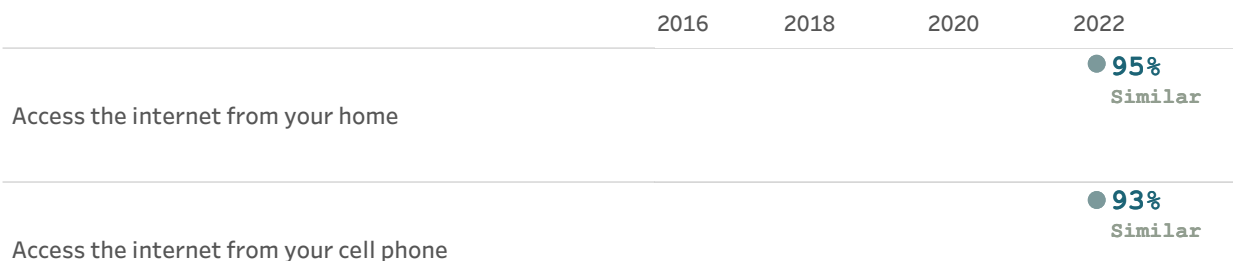 2016 2018 2020 2022
95%
Similar
Access the internet from your home
93%
Similar
Access the internet from your cell phone